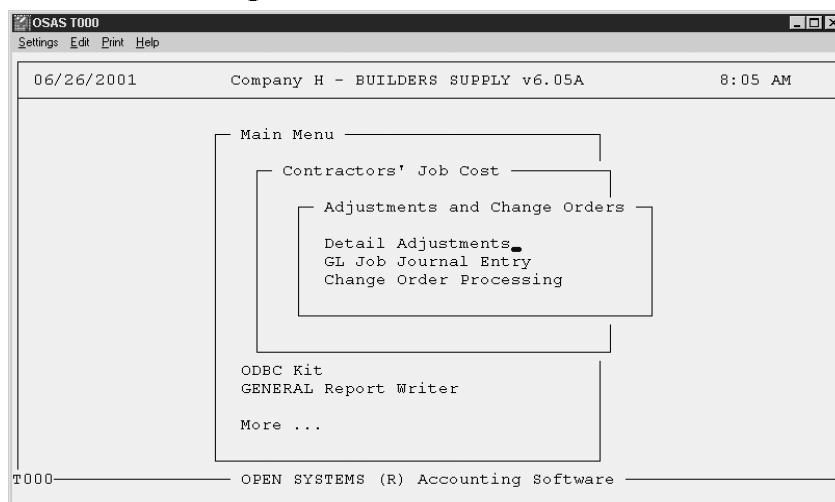 OSAS T000
Settings Edit Print Help
06/26/2001 Company H - BUILDERS SUPPLY v6.05A 8:05 AM
Main Menu
Contractors' Job Cost
Adjustments and Change Orders
Detail Adjustments
GL Job Journal Entry
Change Order Processing
ODBC Kit
GENERAL Report Writer
More ...
T000 OPEN SYSTEMS (R) Accounting Software